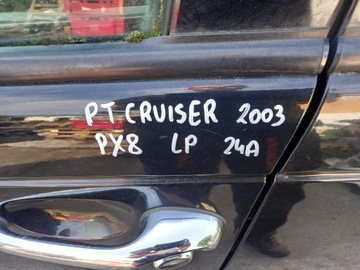 PT CRUISER 2003
PX8 LP 24A